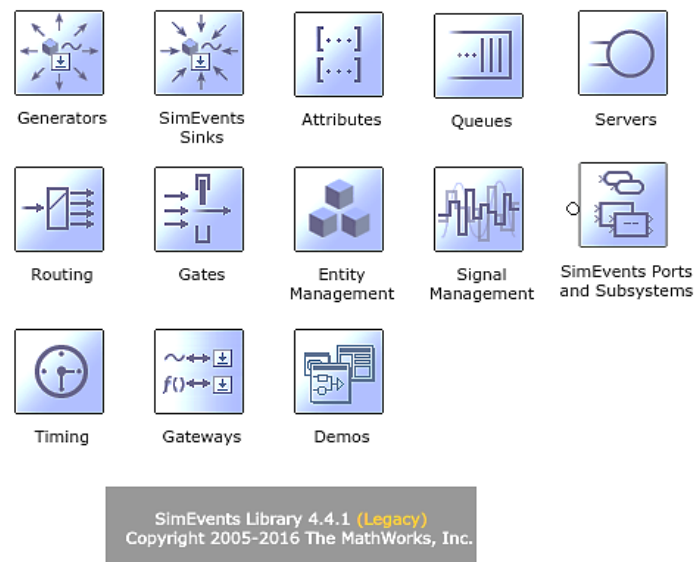 Generators
SimEvents
Sinks
Attributes
Queues
Servers
Routing
Gates
Entity
Management
Signal
Management
SimEvents Ports
and Subsystems
Timing
f()
Gateways
Demos
SimEvents Library 4.4.1 (Legacy)
Copyright 2005-2016 The MathWorks, Inc.